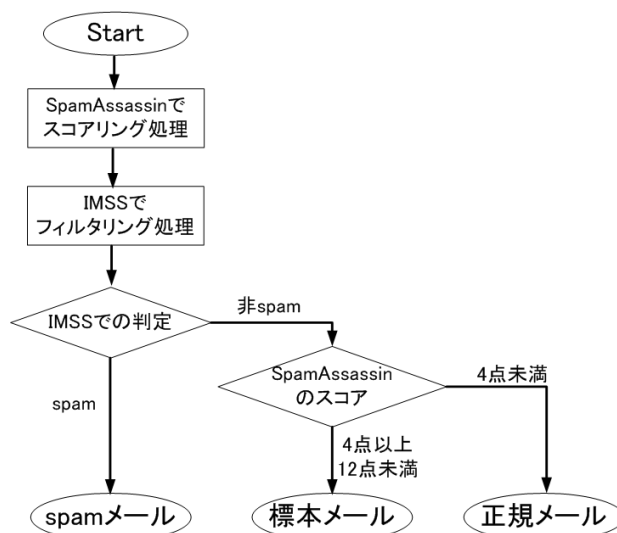 Start
SpamAssassinで
スコアリング処理
IMSSで
フィルタリング処理
IMSSでの判定
非spam
SpamAssassin
のスコア
4点未満
spam
4点以上
12点未満
spamメール
標本メール
正規メール